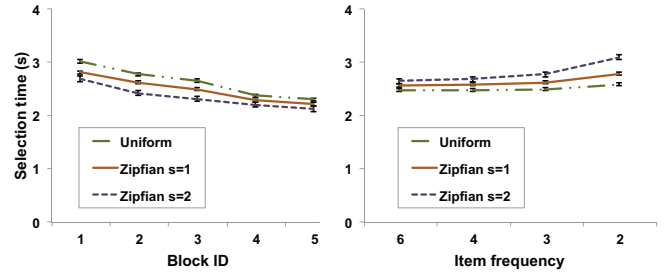 4
3
2
1
0
Selection time (s)
Uniform
Zipfian s=1
Zipfian s=2
1 2 3 4 5
Block ID
4
3
2
1
0
Uniform
Zipfian s=1
Zipfian s=2
6 4 3 2
Item frequency